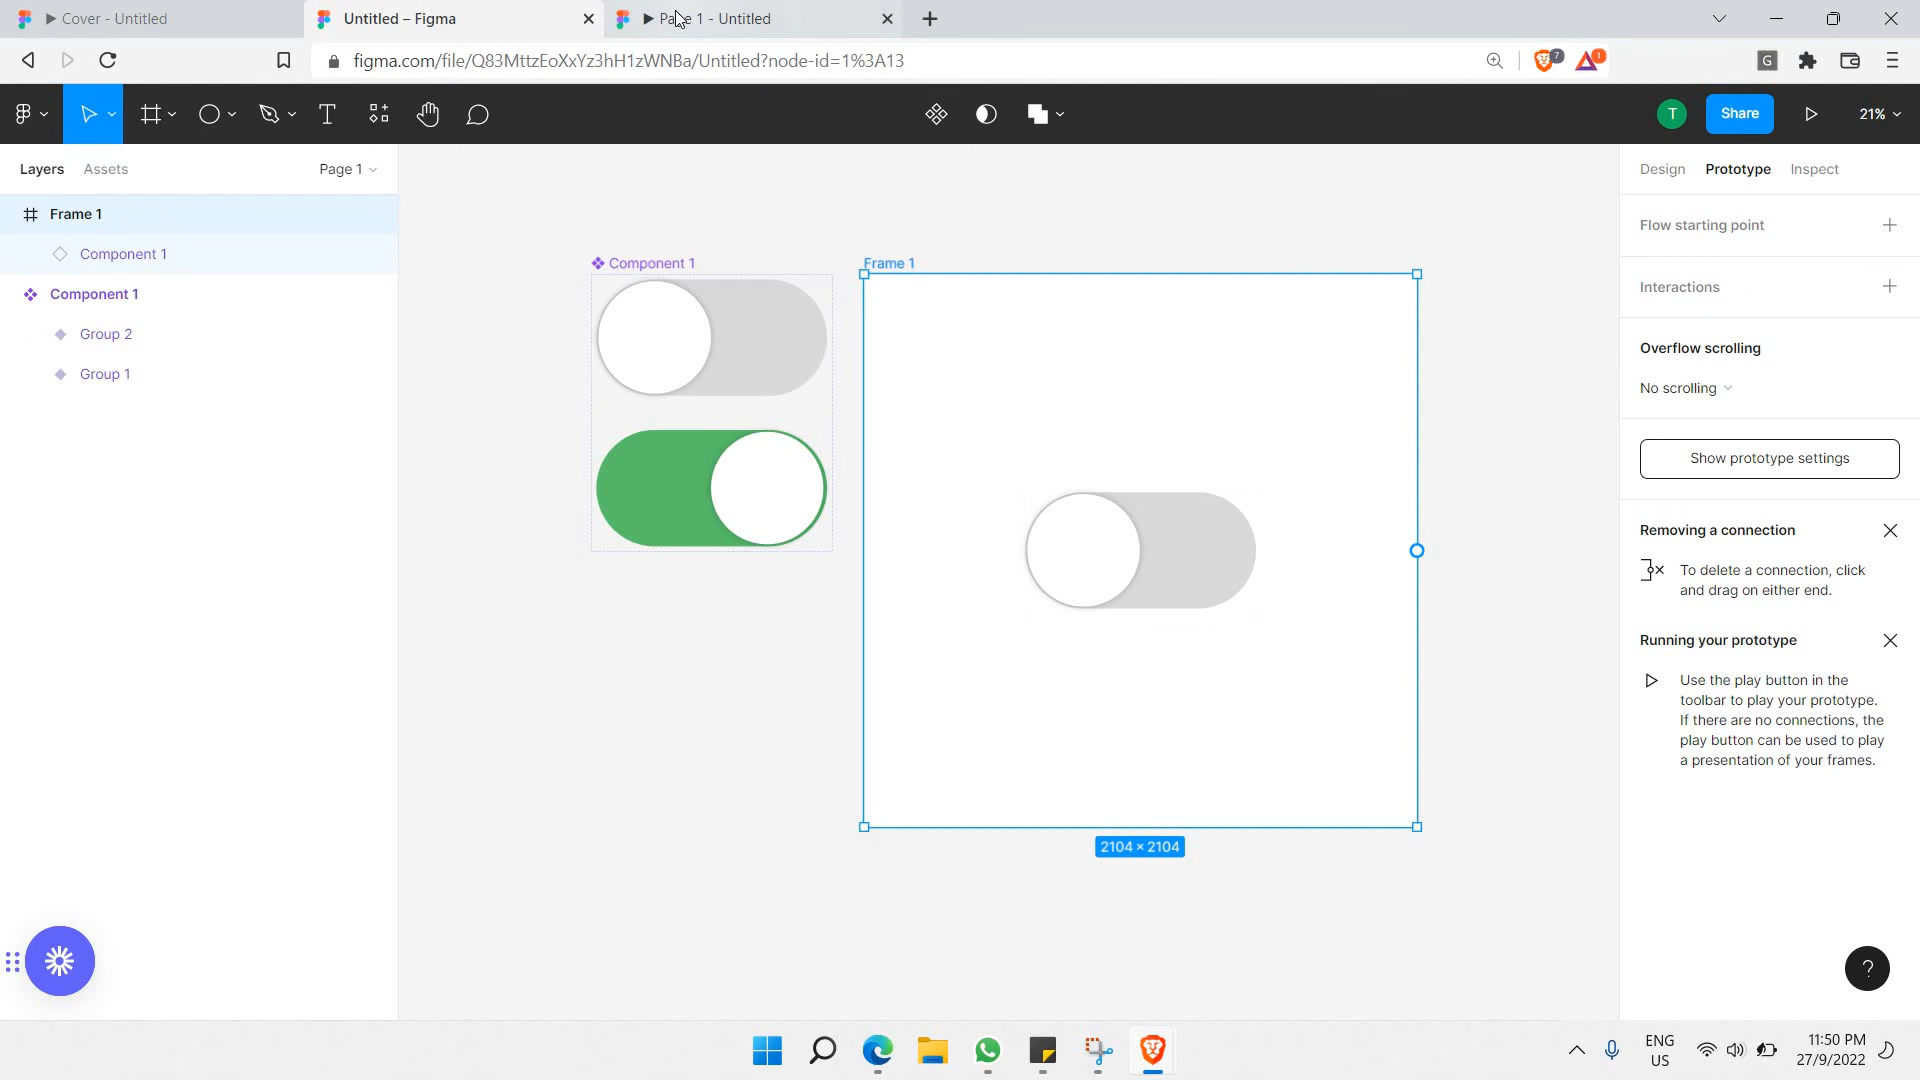 Cover - Untitled
Untitled – Figma
Page 1 - Untitled
figma.com/file/Q83MttzEoXxYz3hH1zWNBa/Untitled?node-id=1%3A13
7
1
G
T
Share
21%
Layers
Assets
Page 1
Design
Prototype
Inspect
Frame 1
Component 1
Component 1
Group 2
Group 1
Component 1
Frame 1
2104 × 2104
Flow starting point
Interactions
Overflow scrolling
No scrolling
Show prototype settings
Removing a connection
To delete a connection, click
and drag on either end.
Running your prototype
Use the play button in the
toolbar to play your prototype.
If there are no connections, the
play button can be used to play
a presentation of your frames.
?
ENG
US
11:50 PM
27/9/2022